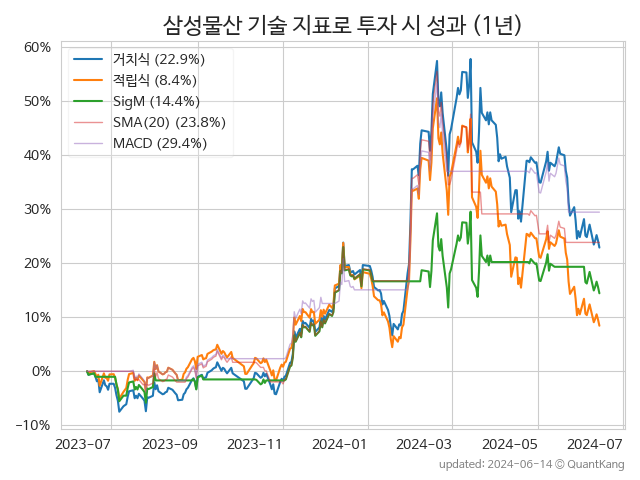 삼성물산 기술 지표로 투자 시 성과 (1년)
거치식 (22.9%)
적립식 (8.4%)
SigM (14.4%)
SMA(20) (23.8%)
MACD (29.4%)
60%
50%
40%
30%
20%
10%
0%
−10%
2023-07 2023-09 2023-11 2024-01 2024-03 2024-05 2024-07
updated: 2024-06-14 © QuantKang